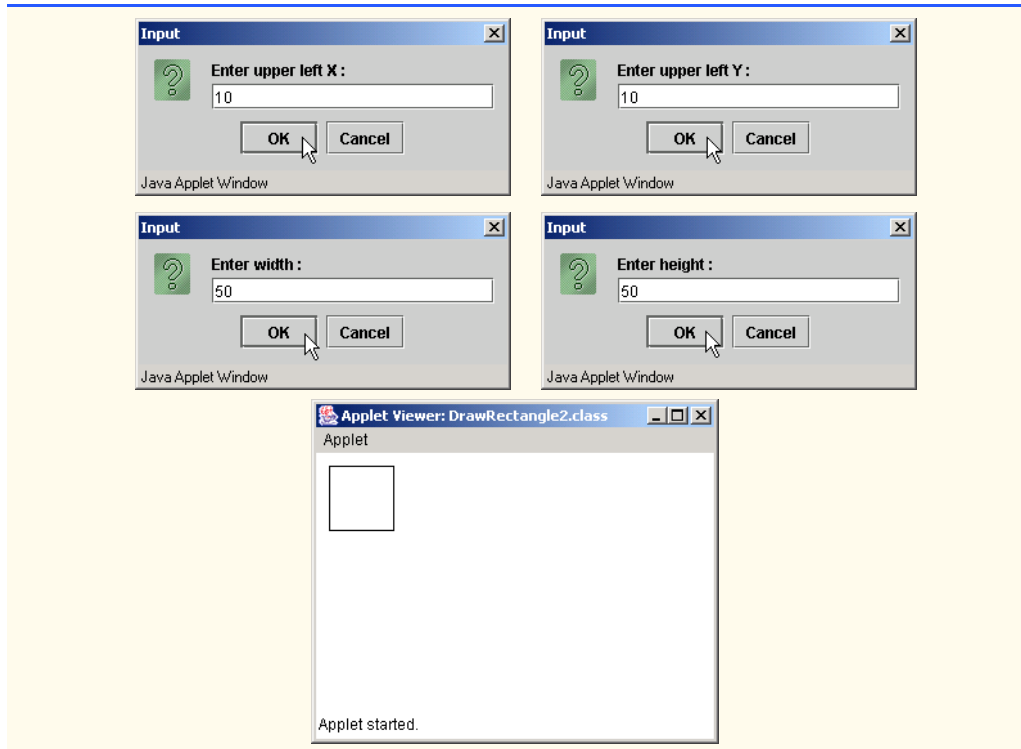 Input
Enter upper left X :
10
OK Cancel
Java Applet Window
Input
Enter upper left Y :
10
OK Cancel
Java Applet Window
Input
Enter width :
50
OK Cancel
Java Applet Window
Input
Enter height :
50
OK Cancel
Java Applet Window
Applet Viewer: DrawRectangle2.class
Applet
Applet started.